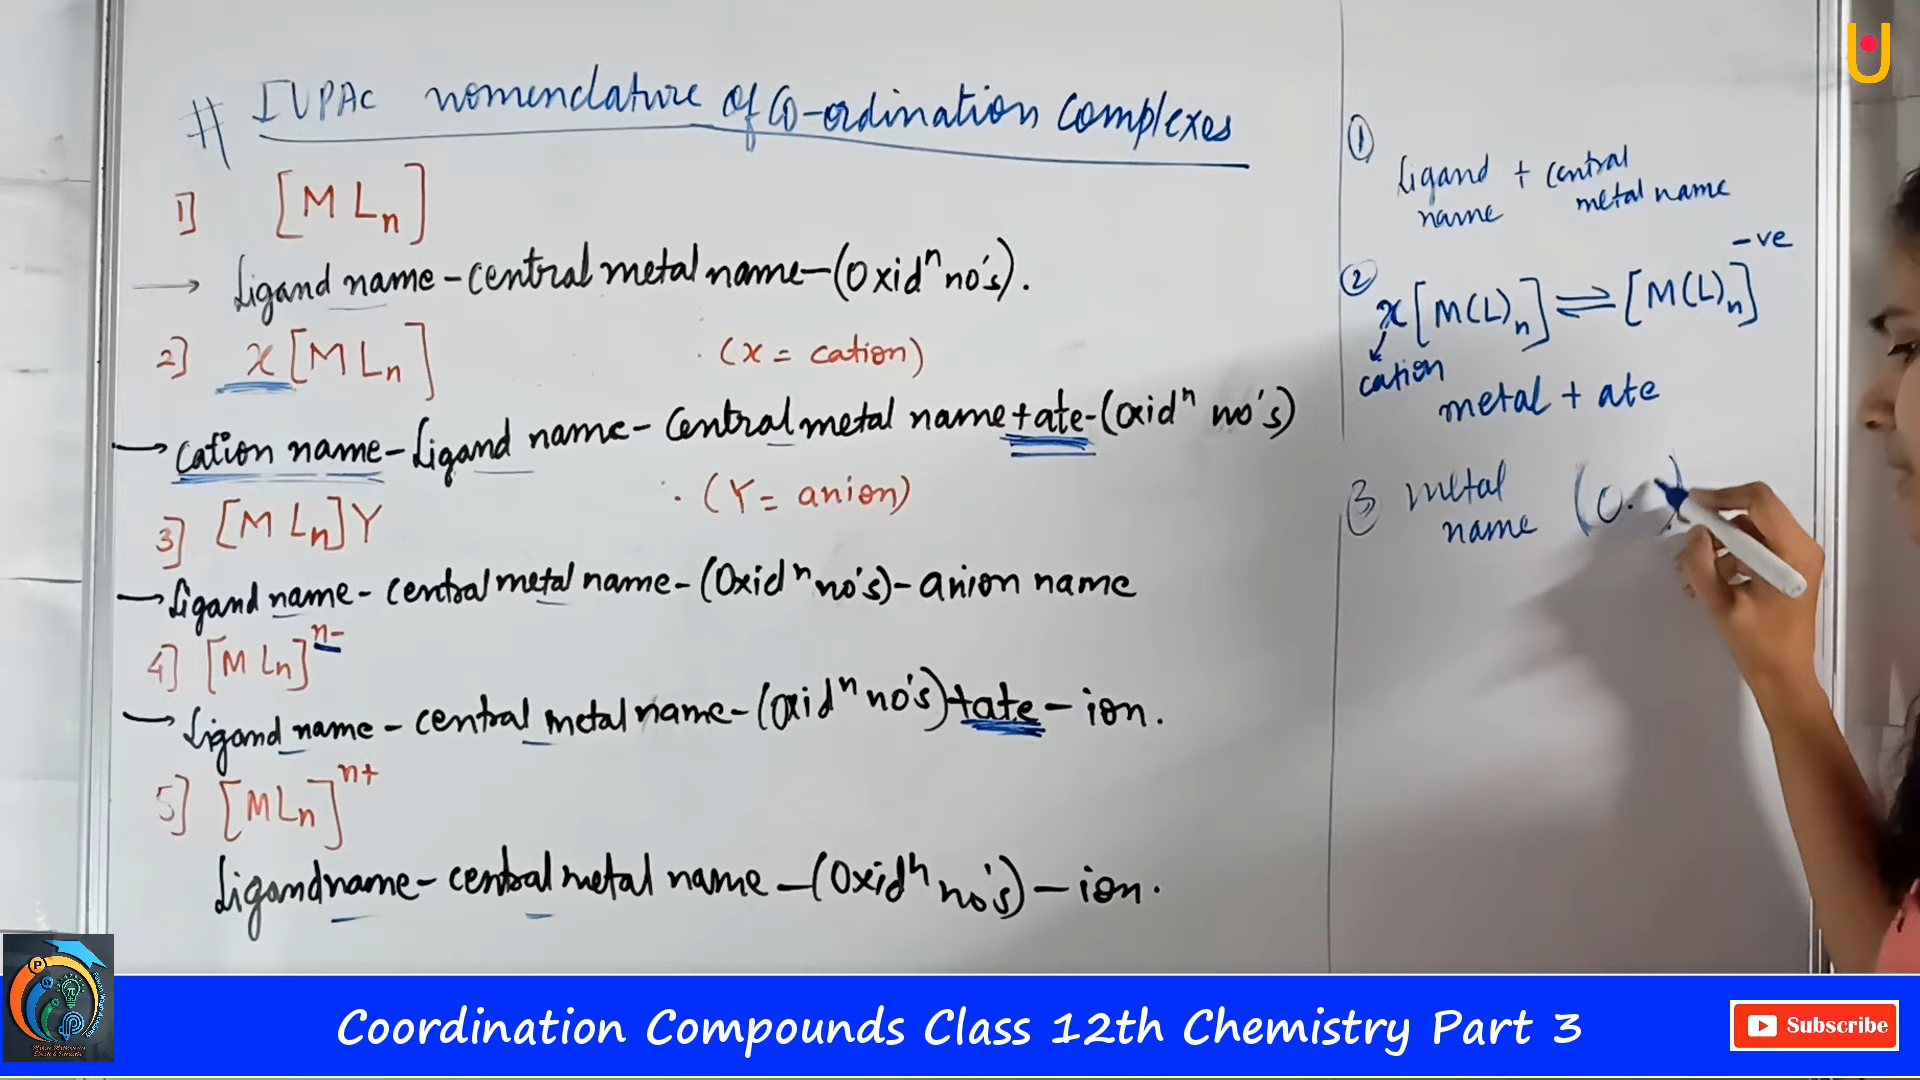 # IUPAC nomenclature of Co-ordination Complexes
1] [M Ln]
→ Ligand name - central metal name - (Oxidⁿ no's).
2] x [M Ln] (x = cation)
→ cation name - Ligand name - Central metal name + ate - (Oxidⁿ no's)
3] [M Ln] Y (Y = anion)
→ Ligand name - central metal name - (Oxidⁿ no's) - anion name
4] [M Ln]ⁿ⁻
→ Ligand name - central metal name - (Oxidⁿ no's) + ate - ion.
5] [M Ln]ⁿ⁺
Ligand name - central metal name - (Oxidⁿ no's) - ion.
①
Ligand + central
name metal name
② x [M(L)n] ⇌ [M(L)n]⁻ᵛᵉ
cation
metal + ate
③ metal
name
U
Coordination Compounds Class 12th Chemistry Part 3
Subscribe